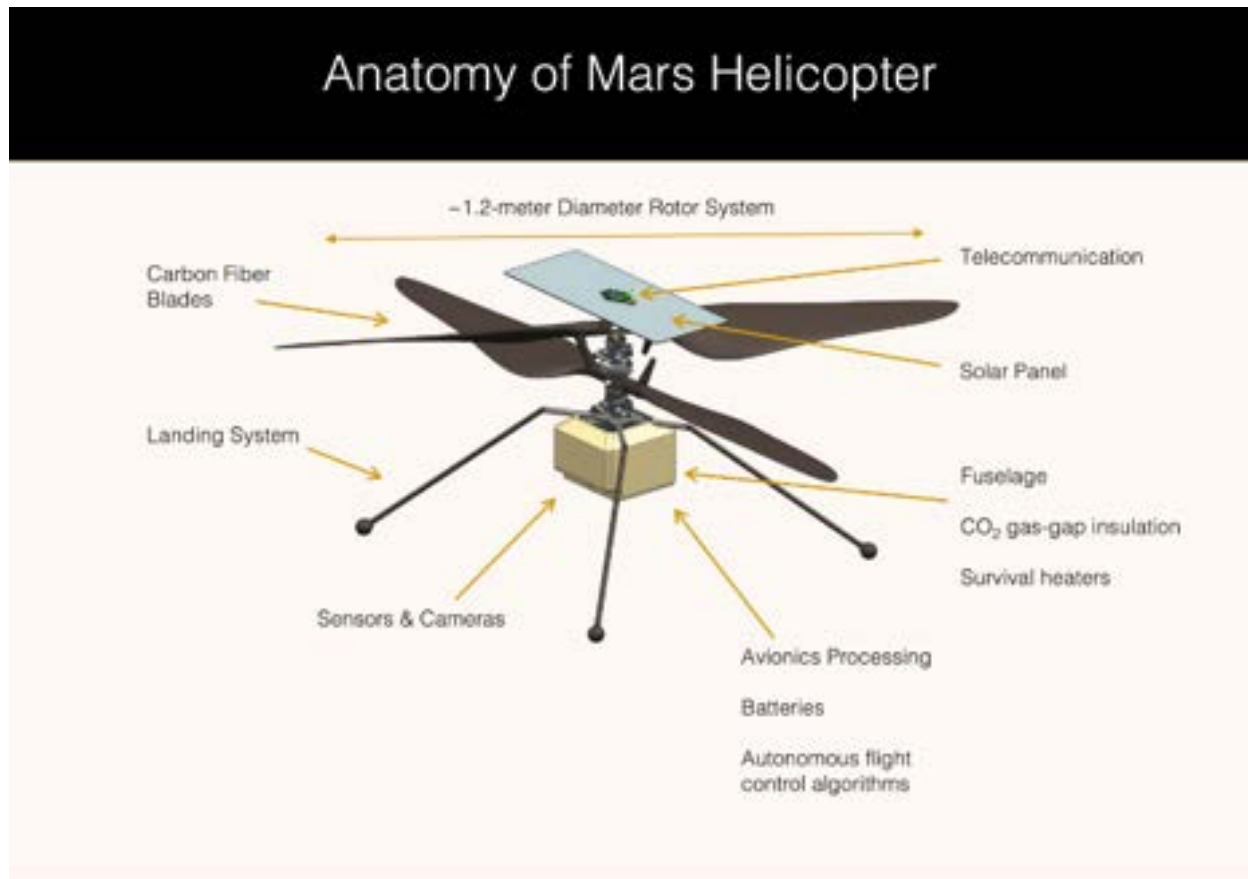 Anatomy of Mars Helicopter
~1.2-meter Diameter Rotor System
Telecommunication
Carbon Fiber
Blades
Solar Panel
Landing System
Fuselage
CO₂ gas-gap insulation
Survival heaters
Sensors & Cameras
Avionics Processing
Batteries
Autonomous flight
control algorithms